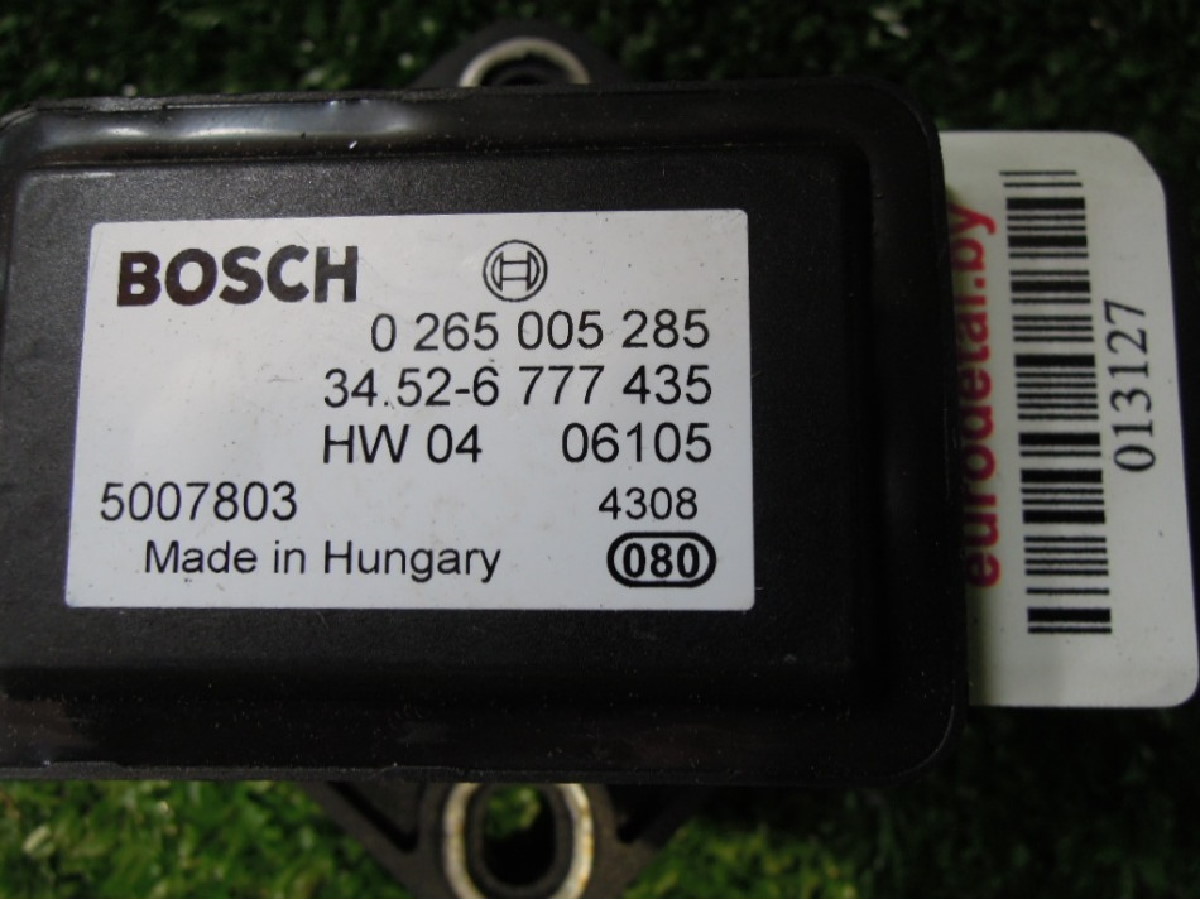 BOSCH
0 265 005 285
34.52-6 777 435
HW 04 06105
5007803 4308
Made in Hungary 080
eurodetal.by
013127